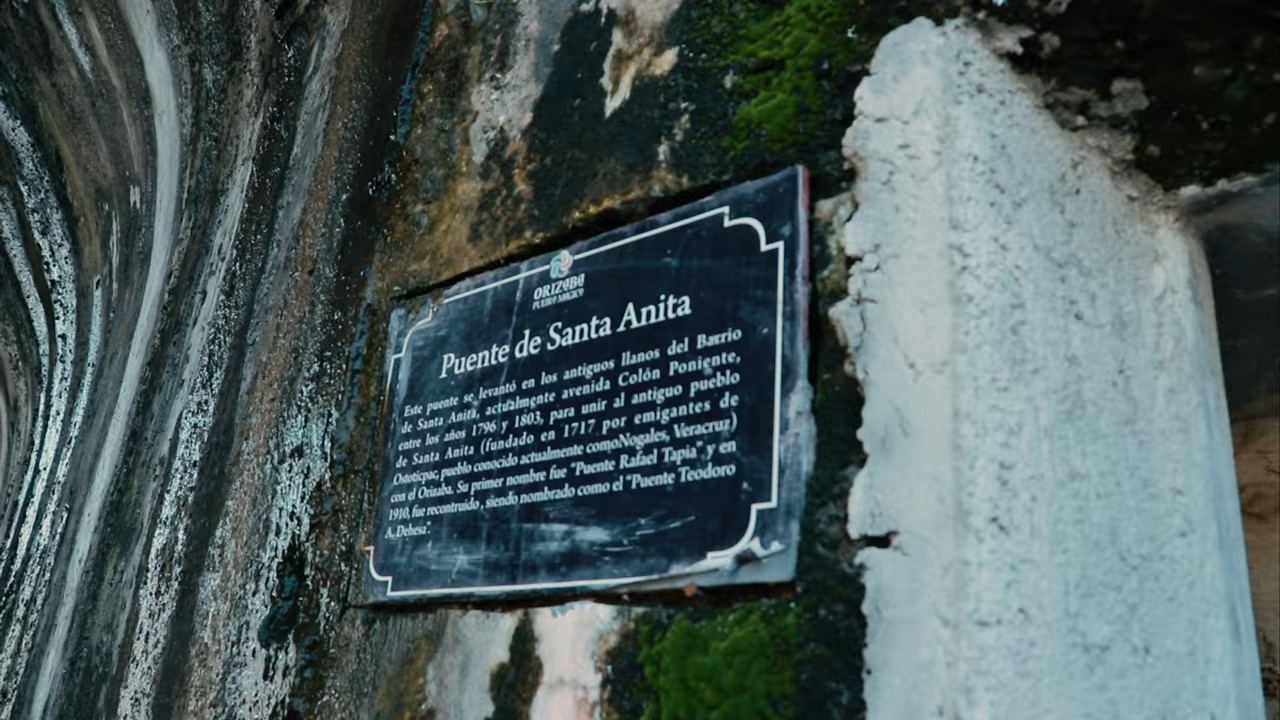 ORIZABA
PUEBLO MÁGICO
Puente de Santa Anita
Este puente se levantó en los antiguos llanos del Barrio
de Santa Anita, actualmente avenida Colón Poniente,
entre los años 1796 y 1803, para unir al antiguo pueblo
de Santa Anita (fundado en 1717 por emigantes de
Ostoticpac, pueblo conocido actualmente comoNogales, Veracruz)
con el Orizaba. Su primer nombre fue "Puente Rafael Tapia" y en
1910, fue recontruido, siendo nombrado como el "Puente Teodoro
A. Dehesa".